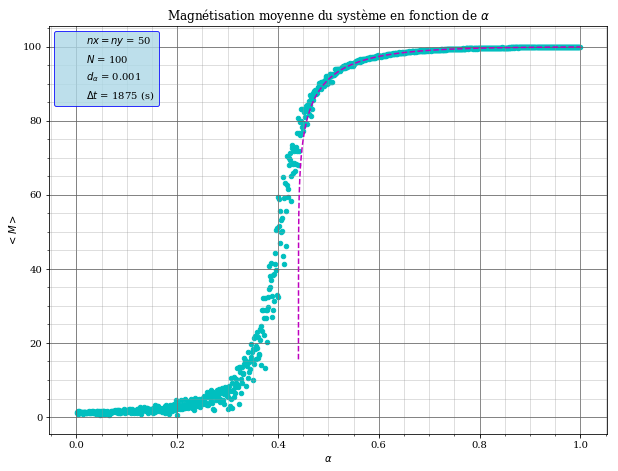 Magnétisation moyenne du système en fonction de α
nx = ny = 50
N = 100
dα = 0.001
Δt = 1875 (s)
100
80
60
40
20
0
< M >
0.0 0.2 0.4 0.6 0.8 1.0
α